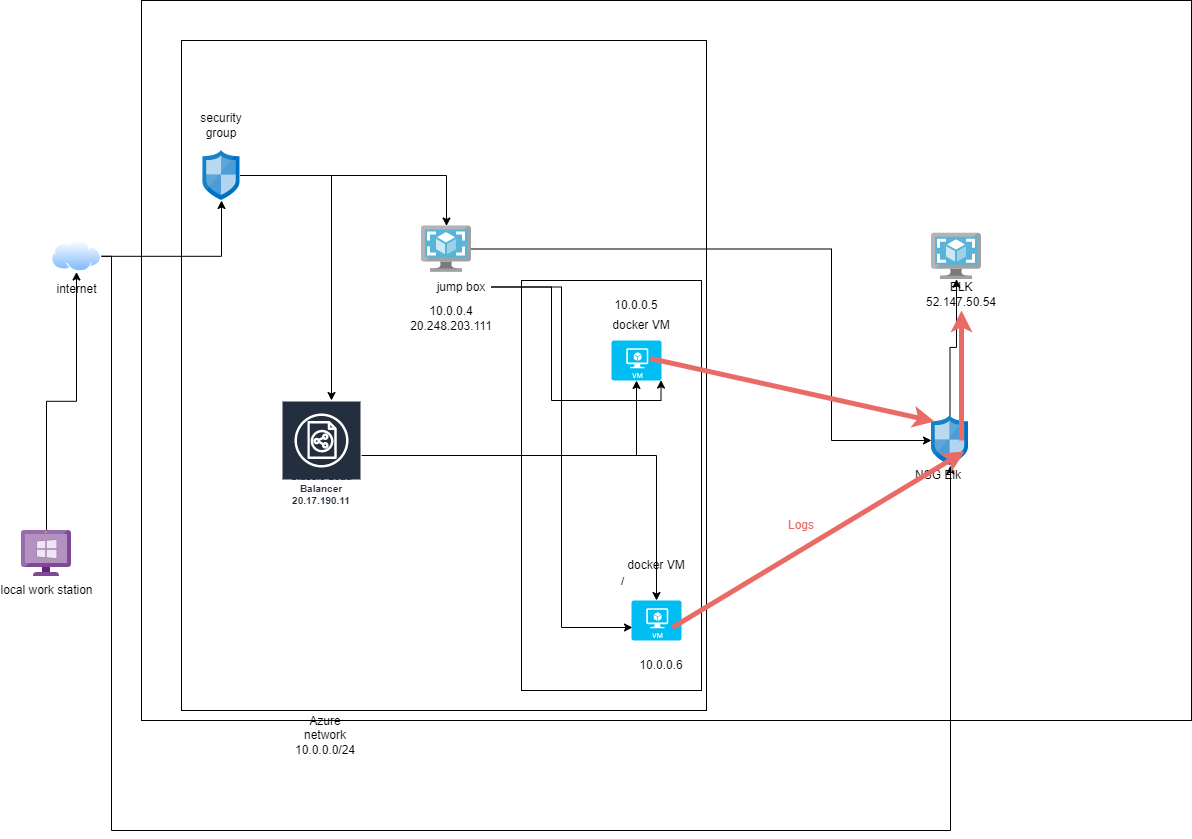 security
group
internet
jump box
10.0.0.4
20.248.203.111
10.0.0.5
docker VM
VM
ELK
52.147.50.54
Balancer
20.17.190.11
NSG Elk
Logs
local work station
docker VM
/
VM
10.0.0.6
Azure
network
10.0.0.0/24